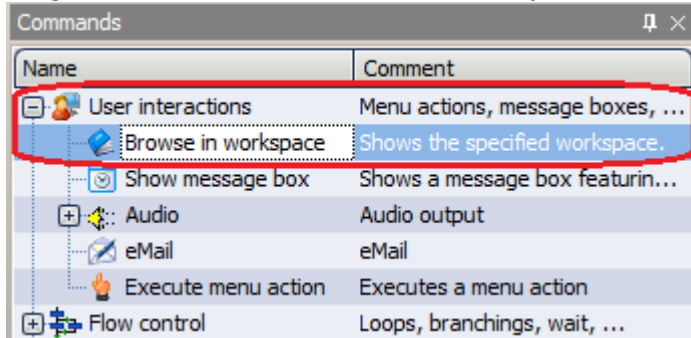 Commands
Name Comment
User interactions Menu actions, message boxes, ...
Browse in workspace Shows the specified workspace.
Show message box Shows a message box featurin...
Audio Audio output
eMail eMail
Execute menu action Executes a menu action
Flow control Loops, branchings, wait, ...